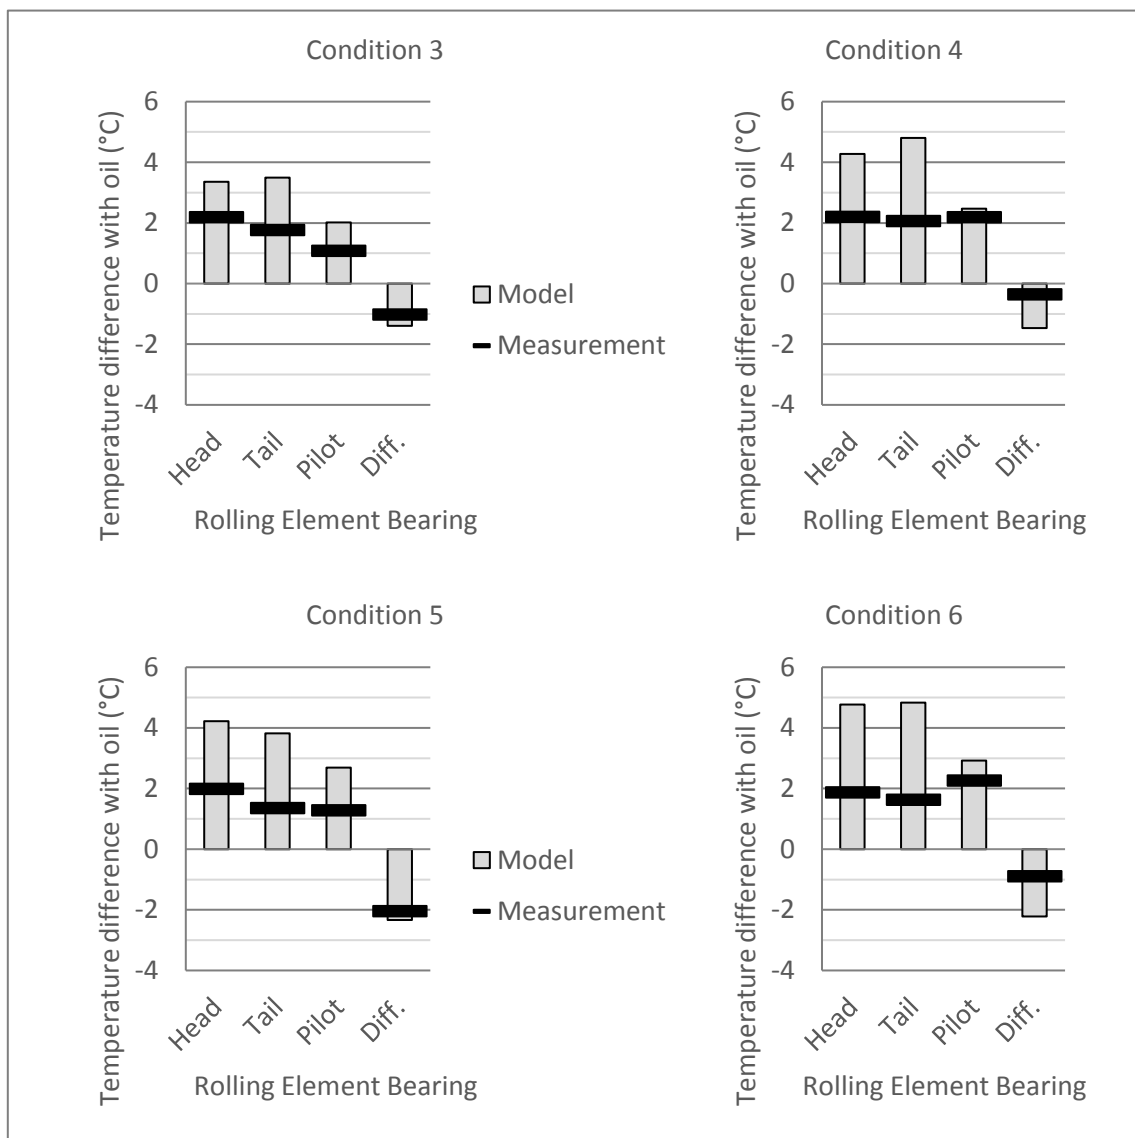 Condition 3
Temperature difference with oil (°C)
6
4
2
0
-2
-4
Head
Tail
Pilot
Diff.
Rolling Element Bearing
Model
Measurement
Condition 4
Temperature difference with oil (°C)
6
4
2
0
-2
-4
Head
Tail
Pilot
Diff.
Rolling Element Bearing
Condition 5
Temperature difference with oil (°C)
6
4
2
0
-2
-4
Head
Tail
Pilot
Diff.
Rolling Element Bearing
Model
Measurement
Condition 6
Temperature difference with oil (°C)
6
4
2
0
-2
-4
Head
Tail
Pilot
Diff.
Rolling Element Bearing